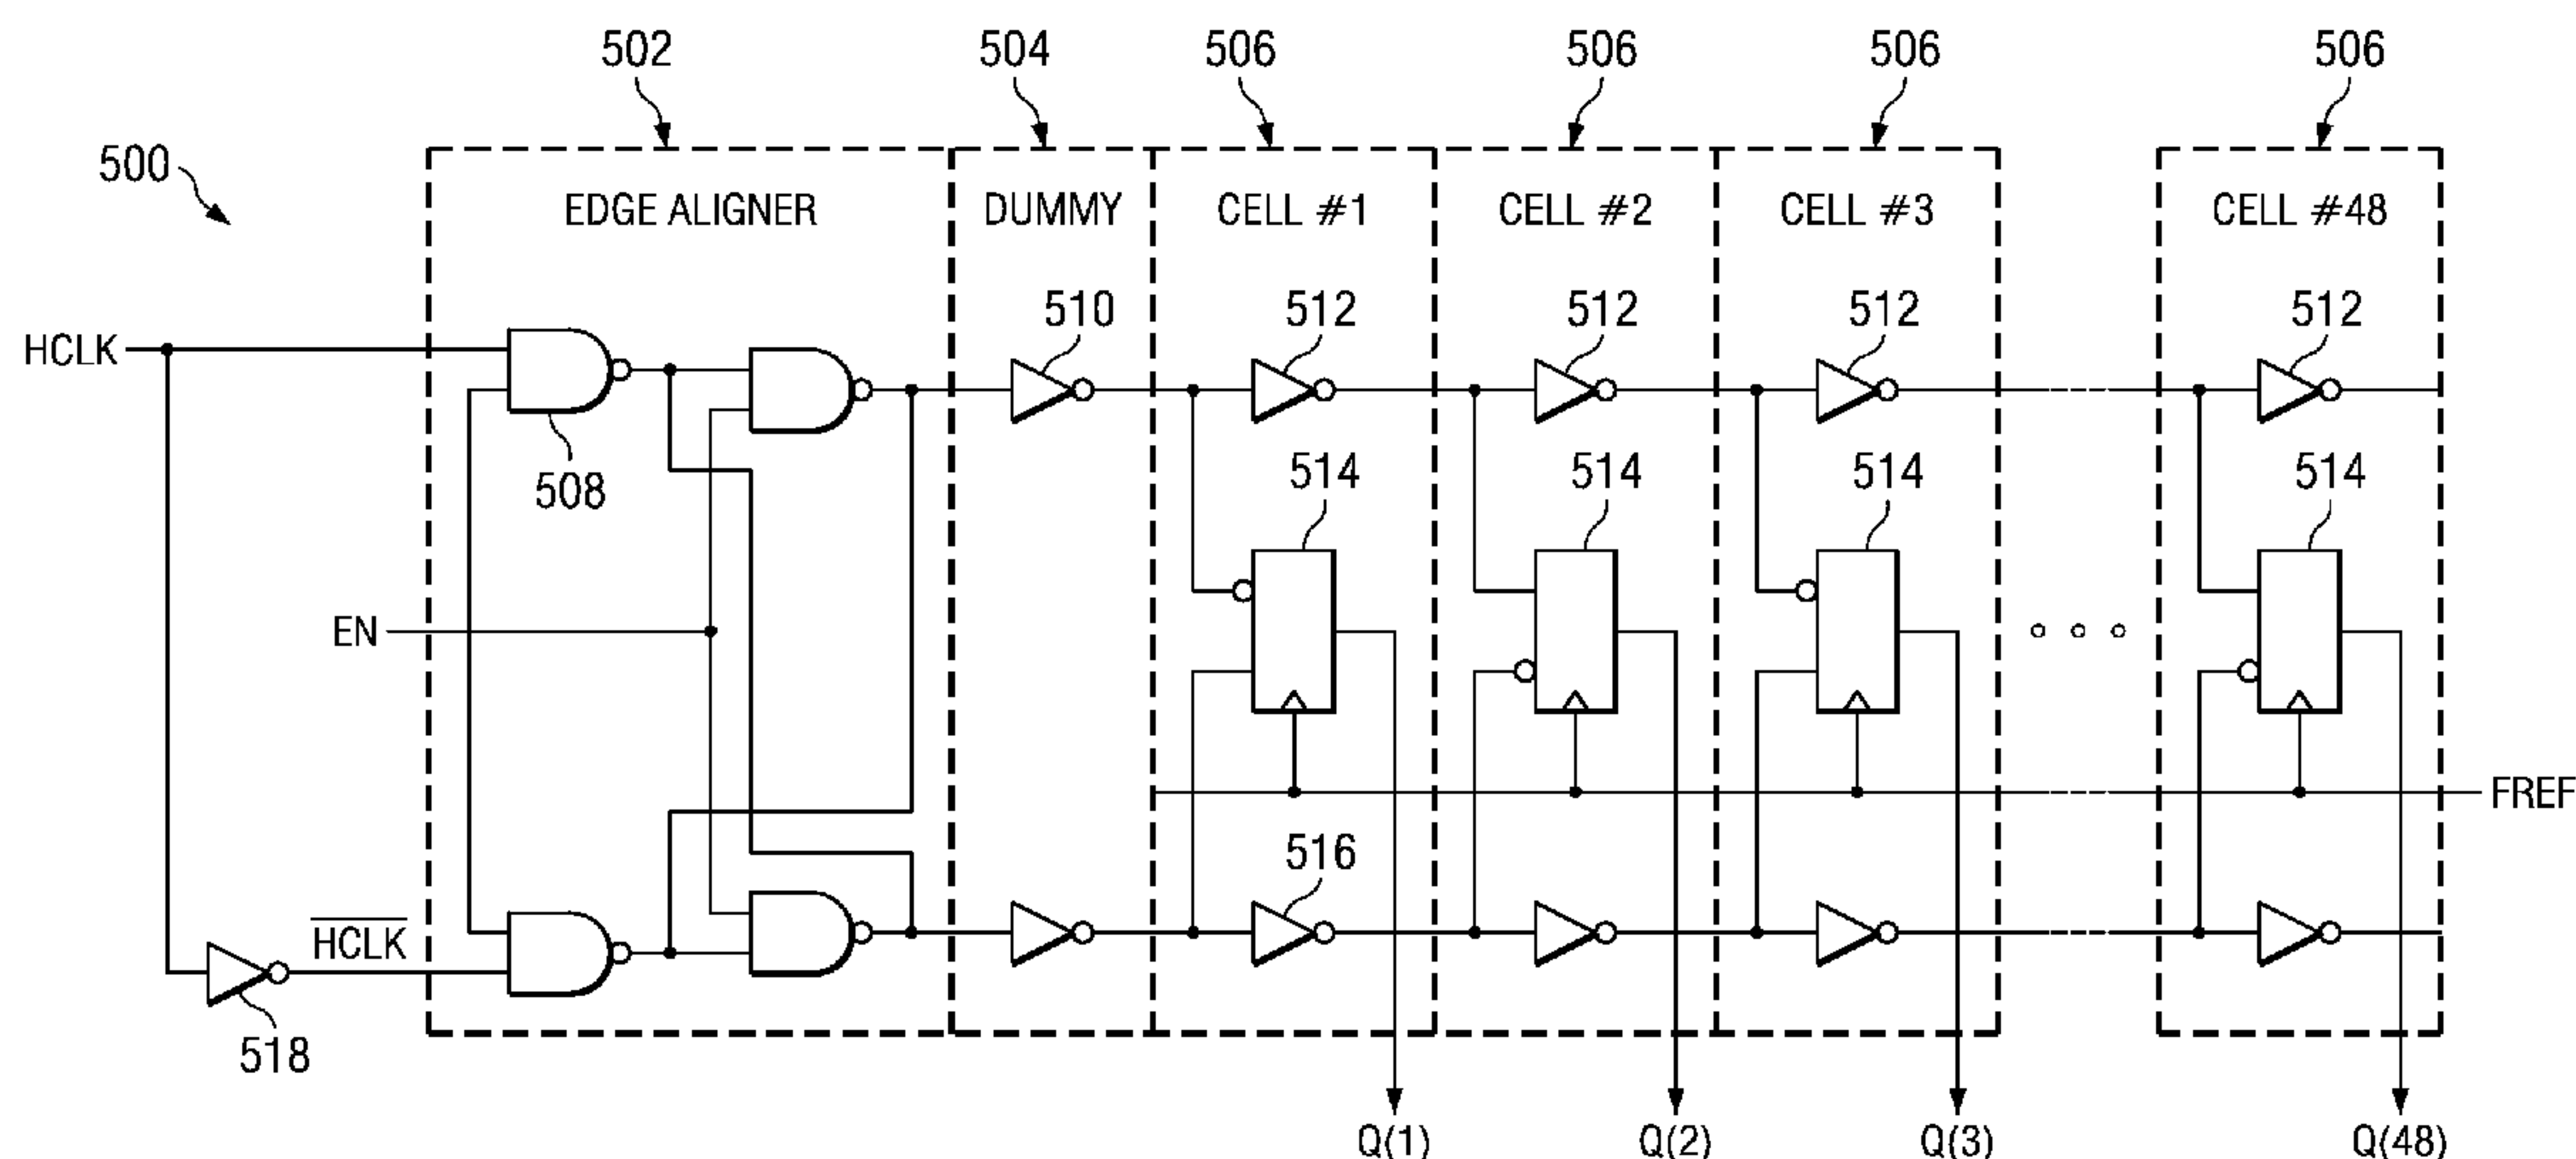 502
504
506
506
506
506
500
EDGE ALIGNER
DUMMY
CELL #1
CELL #2
CELL #3
CELL #48
510
512
512
512
512
HCLK
508
514
514
514
514
EN
FREF
516
HCLK
518
Q(1)
Q(2)
Q(3)
Q(48)